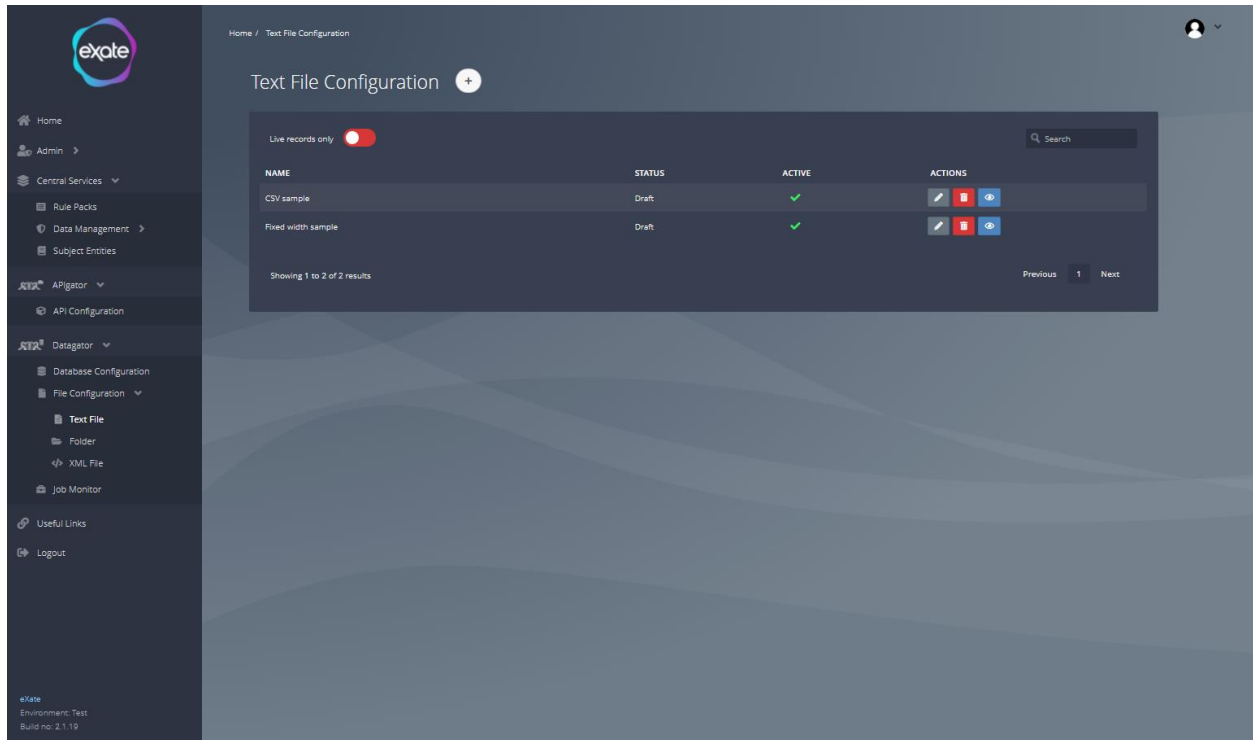 exate
Home
Admin
Central Services
Rule Packs
Data Management
Subject Entities
APIgator
API Configuration
Datagator
Database Configuration
File Configuration
Text File
Folder
XML File
Job Monitor
Useful Links
Logout
eXate
Environment: Test
Build no: 2.1.19
Home / Text File Configuration
Text File Configuration +
Live records only Search
NAME STATUS ACTIVE ACTIONS
CSV sample Draft
Fixed width sample Draft
Showing 1 to 2 of 2 results Previous 1 Next